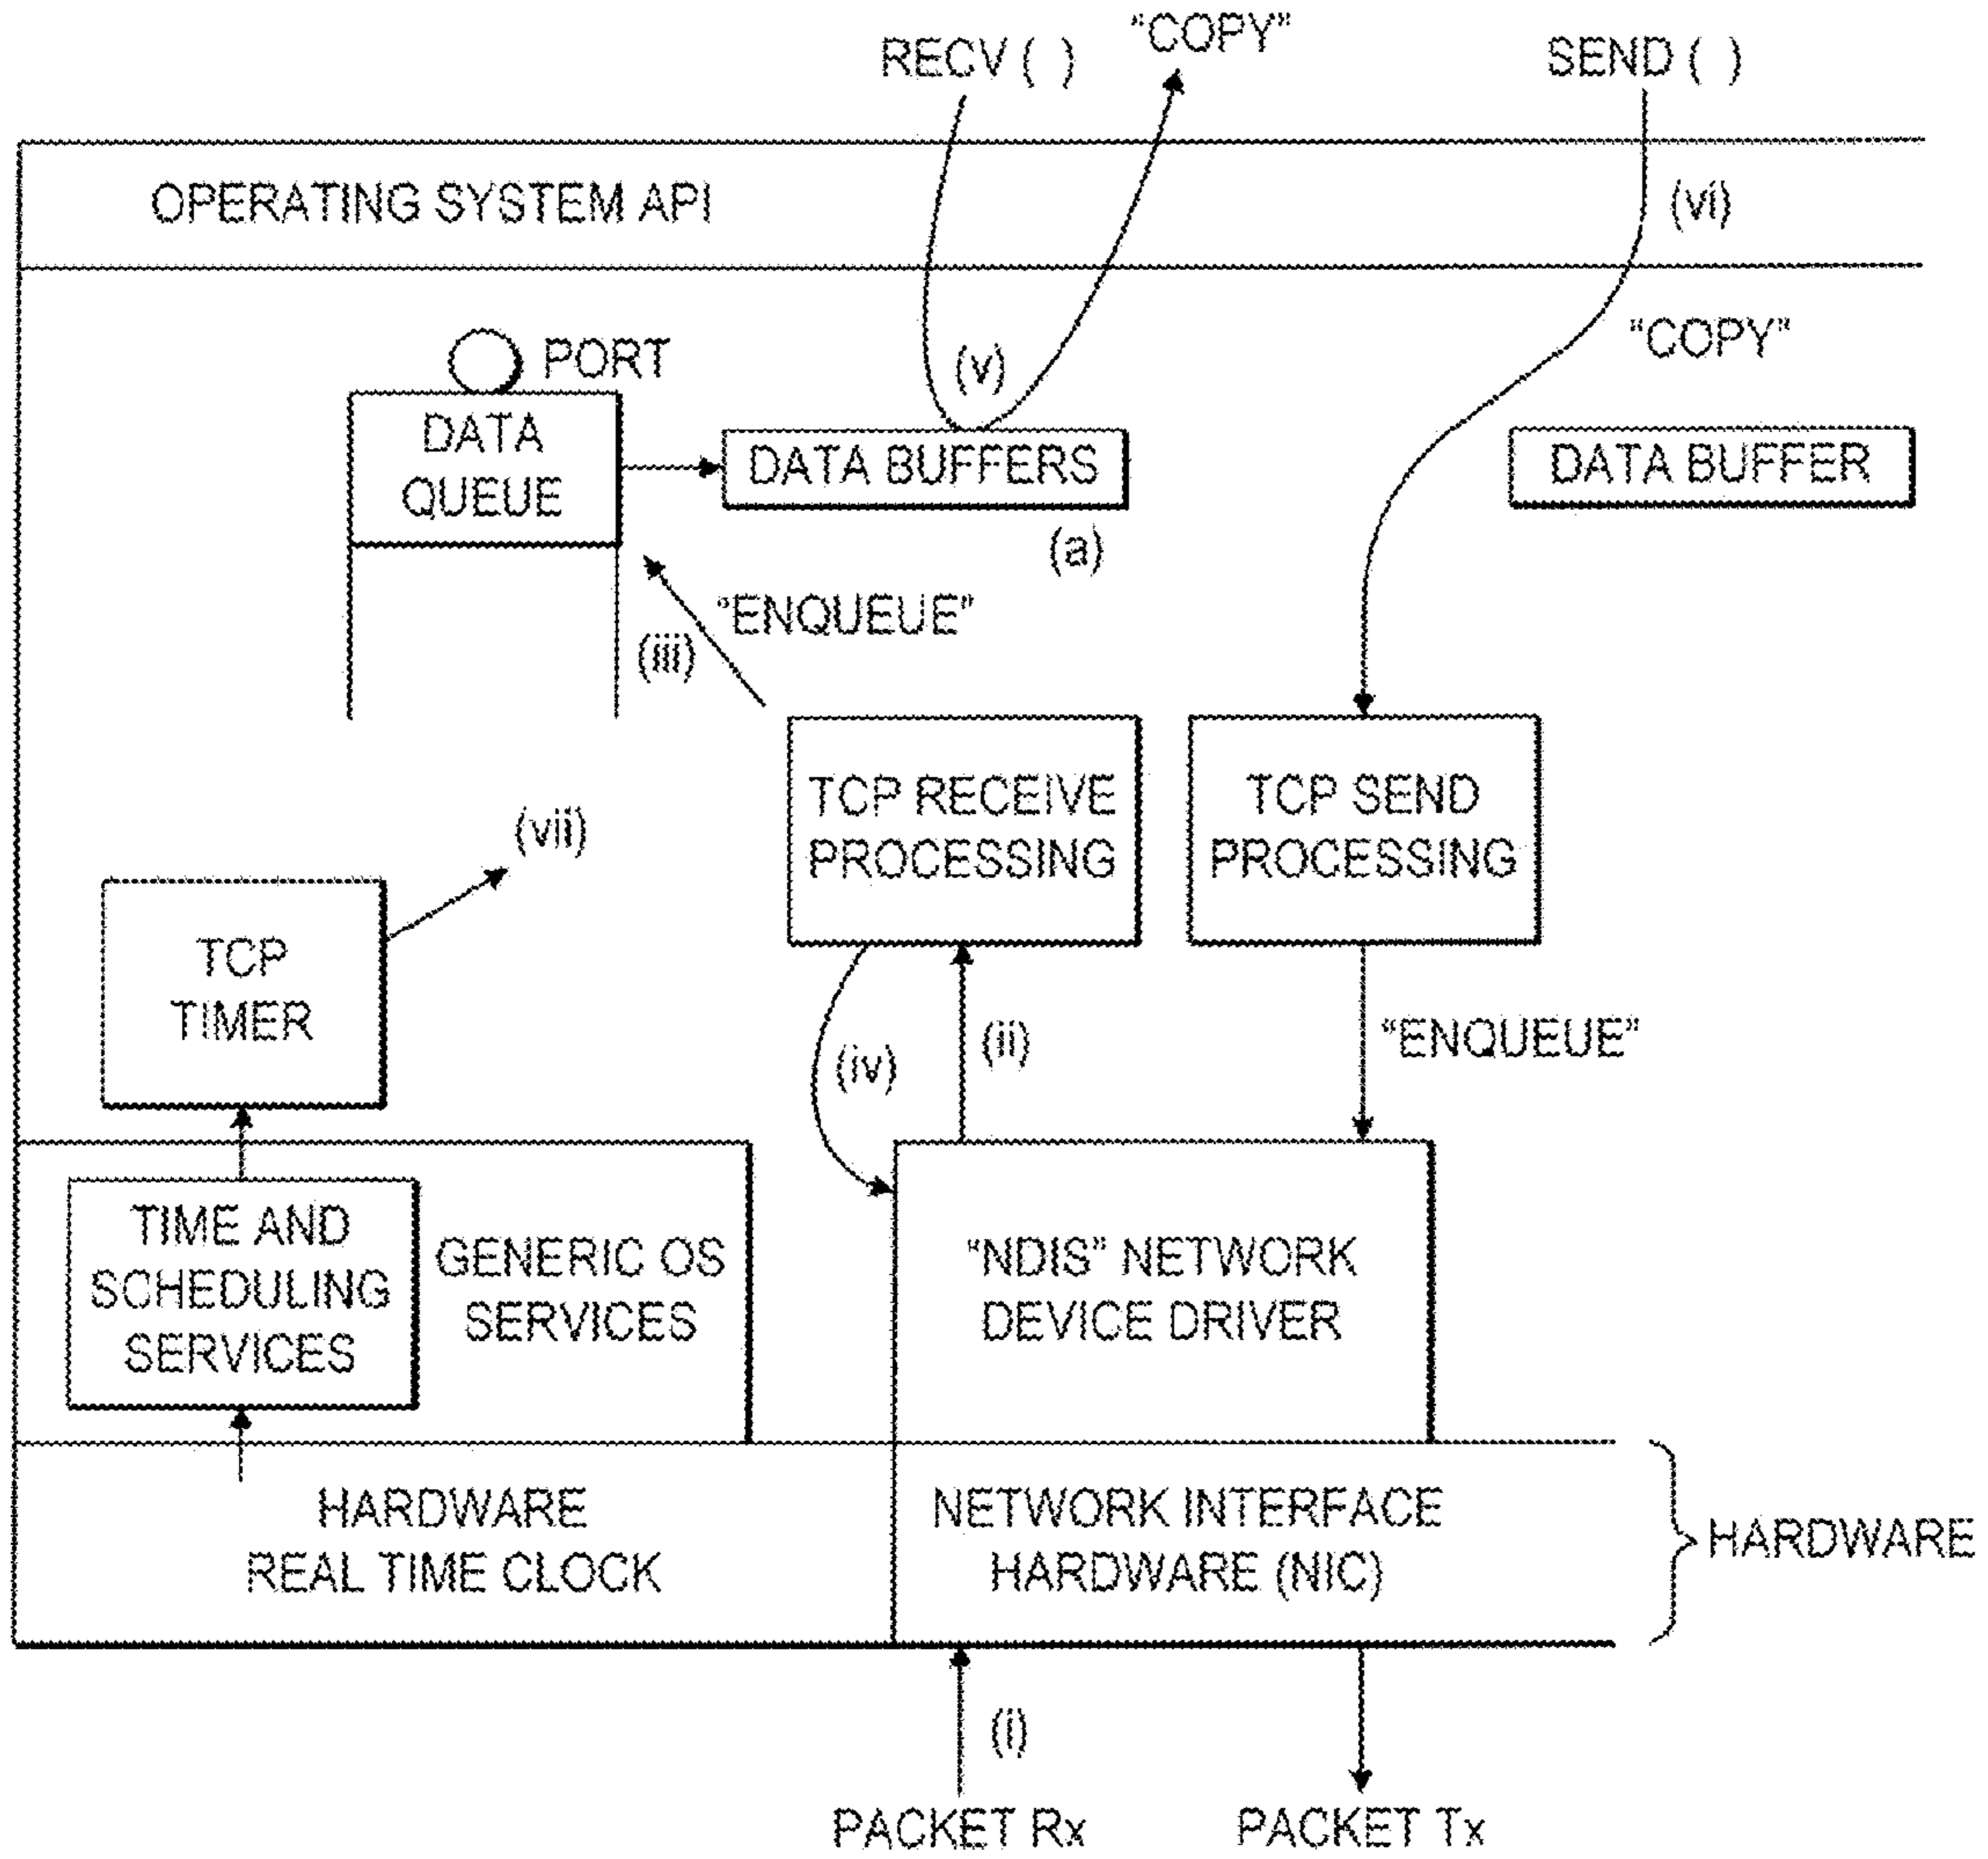 RECV ( )
“COPY”
SEND ( )
OPERATING SYSTEM API
(vi)
“COPY”
PORT
(v)
DATA
QUEUE
DATA BUFFERS
DATA BUFFER
(a)
“ENQUEUE”
(iii)
TCP RECEIVE
PROCESSING
TCP SEND
PROCESSING
(vii)
TCP
TIMER
(iv)
(ii)
“ENQUEUE”
TIME AND
SCHEDULING
SERVICES
GENERIC OS
SERVICES
“NDIS” NETWORK
DEVICE DRIVER
HARDWARE
REAL TIME CLOCK
NETWORK INTERFACE
HARDWARE (NIC)
HARDWARE
(i)
PACKET Rx
PACKET Tx